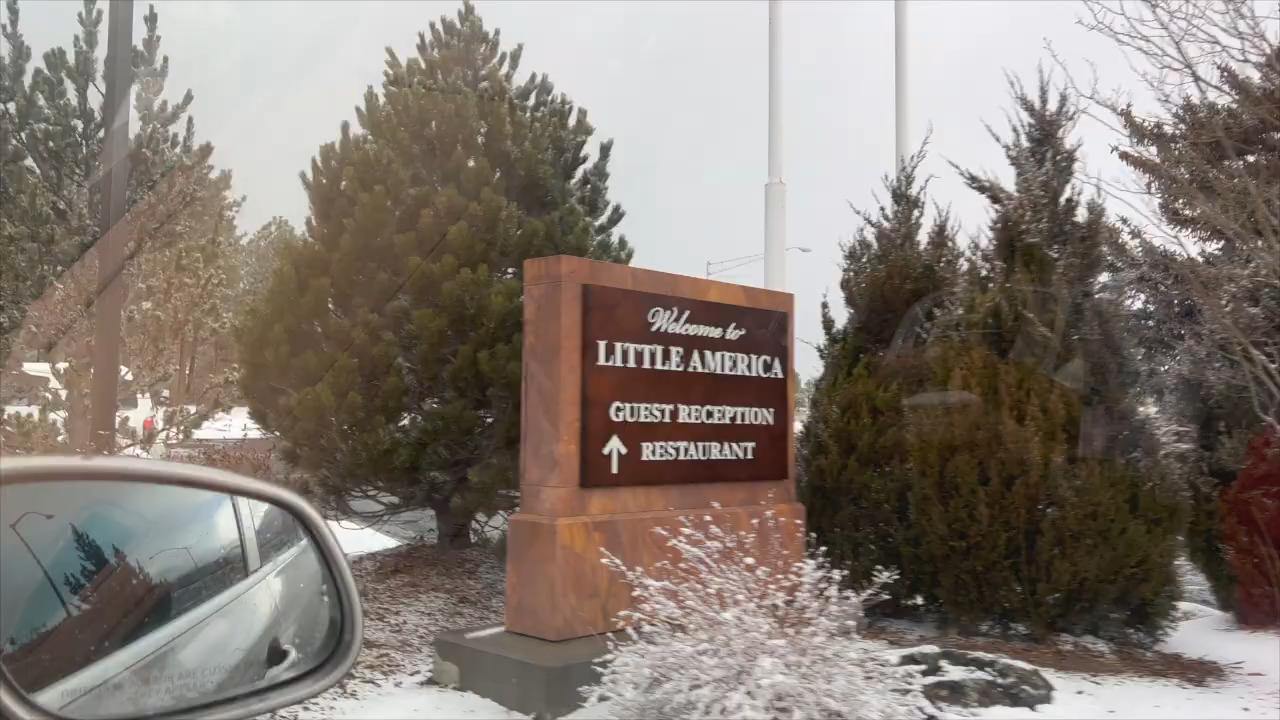 Welcome to
LITTLE AMERICA
GUEST RECEPTION
↑ RESTAURANT